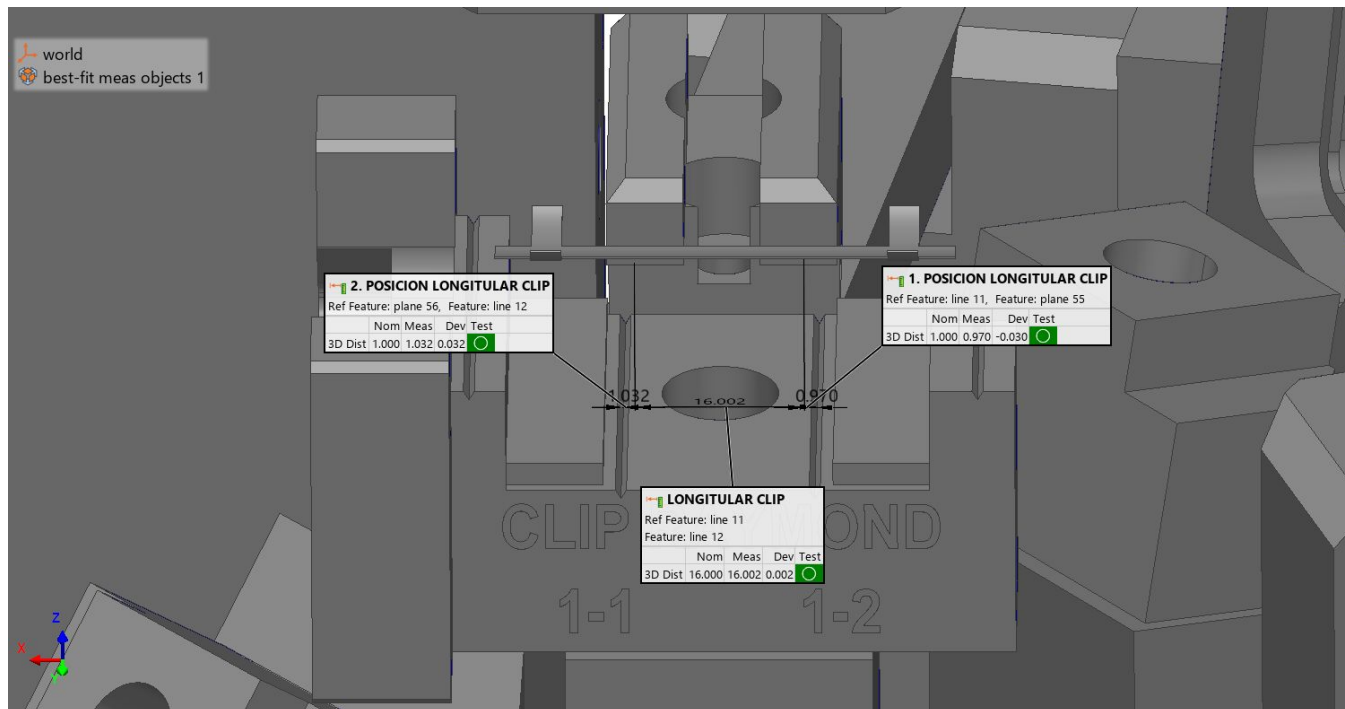 world
best-fit meas objects 1
2. POSICION LONGITULAR CLIP
Ref Feature: plane 56, Feature: line 12
Nom Meas Dev Test
3D Dist 1.000 1.032 0.032
1. POSICION LONGITULAR CLIP
Ref Feature: line 11, Feature: plane 55
Nom Meas Dev Test
3D Dist 1.000 0.970 -0.030
1.032
16.002
0.970
LONGITULAR CLIP
Ref Feature: line 11
Feature: line 12
Nom Meas Dev Test
3D Dist 16.000 16.002 0.002
CLIP
1-1 1-2
Z
X